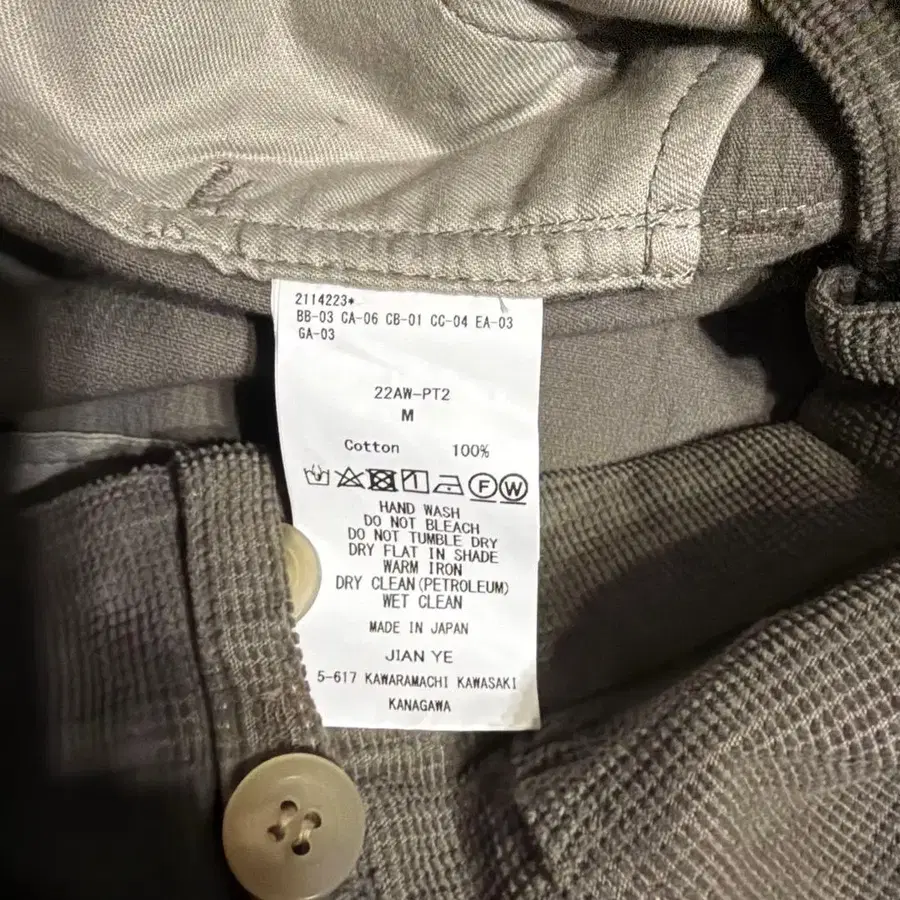 2114223*
BB-03 CA-06 CB-01 CC-04 EA-03
GA-03
22AW-PT2
M
Cotton 100%
F W
HAND WASH
DO NOT BLEACH
DO NOT TUMBLE DRY
DRY FLAT IN SHADE
WARM IRON
DRY CLEAN(PETROLEUM)
WET CLEAN
MADE IN JAPAN
JIAN YE
5-617 KAWARAMACHI KAWASAKI
KANAGAWA